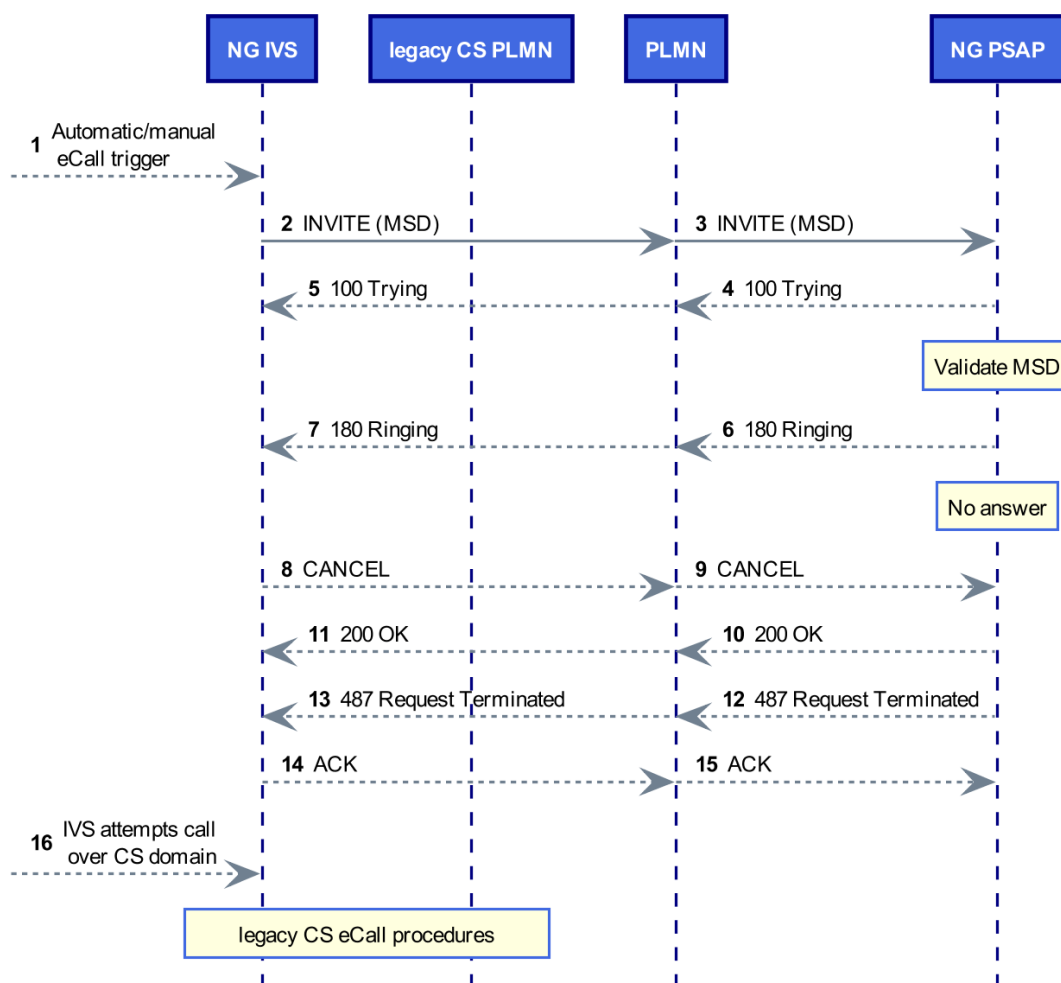 NG IVS
legacy CS PLMN
PLMN
NG PSAP
1 Automatic/manual
eCall trigger
2 INVITE (MSD)
3 INVITE (MSD)
5 100 Trying
4 100 Trying
Validate MSD
7 180 Ringing
6 180 Ringing
No answer
8 CANCEL
9 CANCEL
11 200 OK
10 200 OK
13 487 Request Terminated
12 487 Request Terminated
14 ACK
15 ACK
16 IVS attempts call
over CS domain
legacy CS eCall procedures